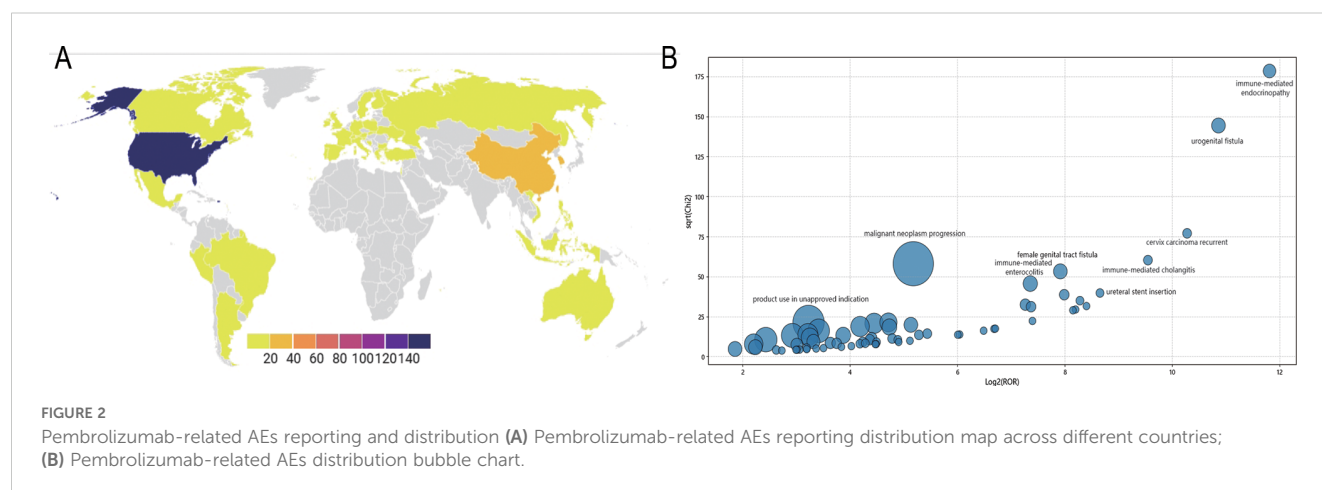 A
B
20 40 60 80 100120140
175
150
125
100
75
50
25
0
sqrt(Chi2)
immune-mediated
endocrinopathy
urogenital fistula
malignant neoplasm progression
cervix carcinoma recurrent
female genital tract fistula
immune-mediated
enterocolitis
immune-mediated cholangitis
ureteral stent insertion
product use in unapproved indication
2 4 6 8 10 12
Log2(ROR)
FIGURE 2
Pembrolizumab-related AEs reporting and distribution (A) Pembrolizumab-related AEs reporting distribution map across different countries;
(B) Pembrolizumab-related AEs distribution bubble chart.